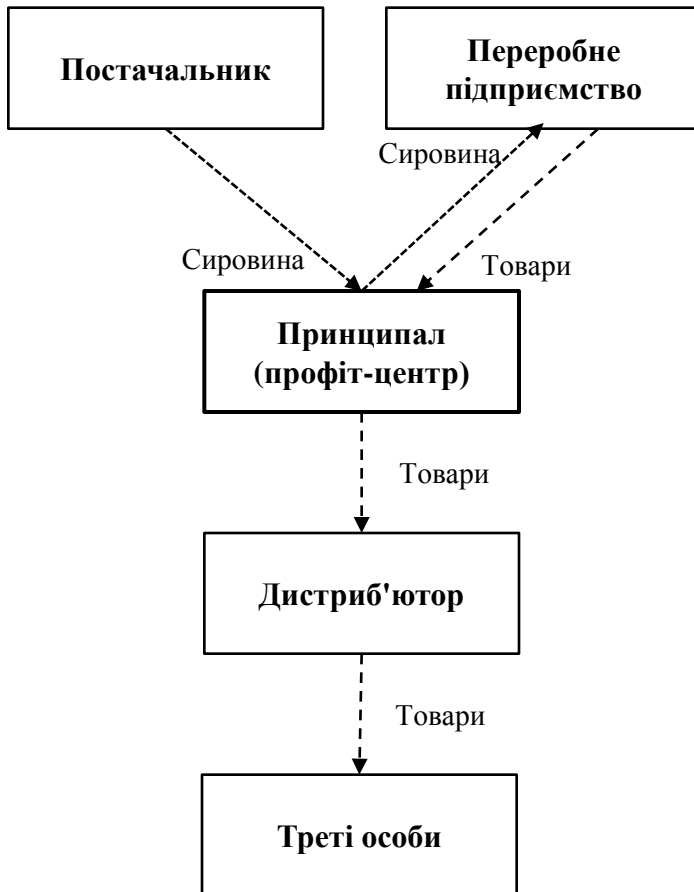 Постачальник
Переробне
підприємство
Сировина
Сировина
Товари
Принципал
(профіт-центр)
Товари
Дистриб'ютор
Товари
Треті особи